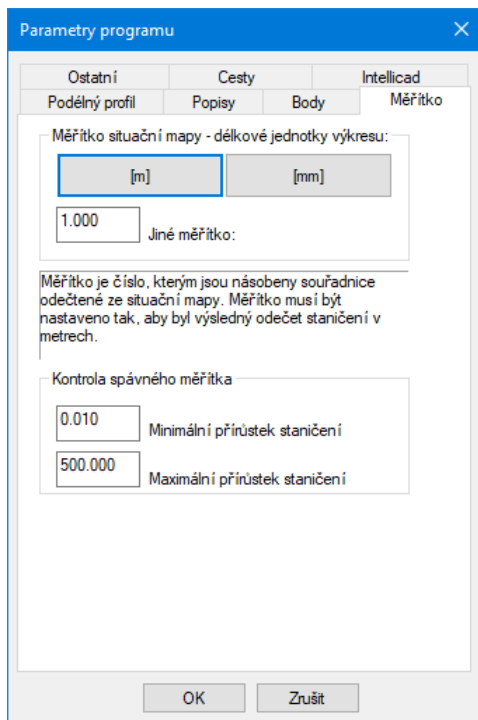 Parametry programu
Ostatní
Cesty
Intellicad
Podélný profil
Popisy
Body
Měřítko
Měřítko situační mapy - délkové jednotky výkresu:
[m]
[mm]
1.000
Jiné měřítko:
Měřítko je číslo, kterým jsou násobeny souřadnice
odečtené ze situační mapy. Měřítko musí být
nastaveno tak, aby byl výsledný odečet staničení v
metrech.
Kontrola spávného měřítka
0.010
Minimální přírůstek staničení
500.000
Maximální přírůstek staničení
OK
Zrušit